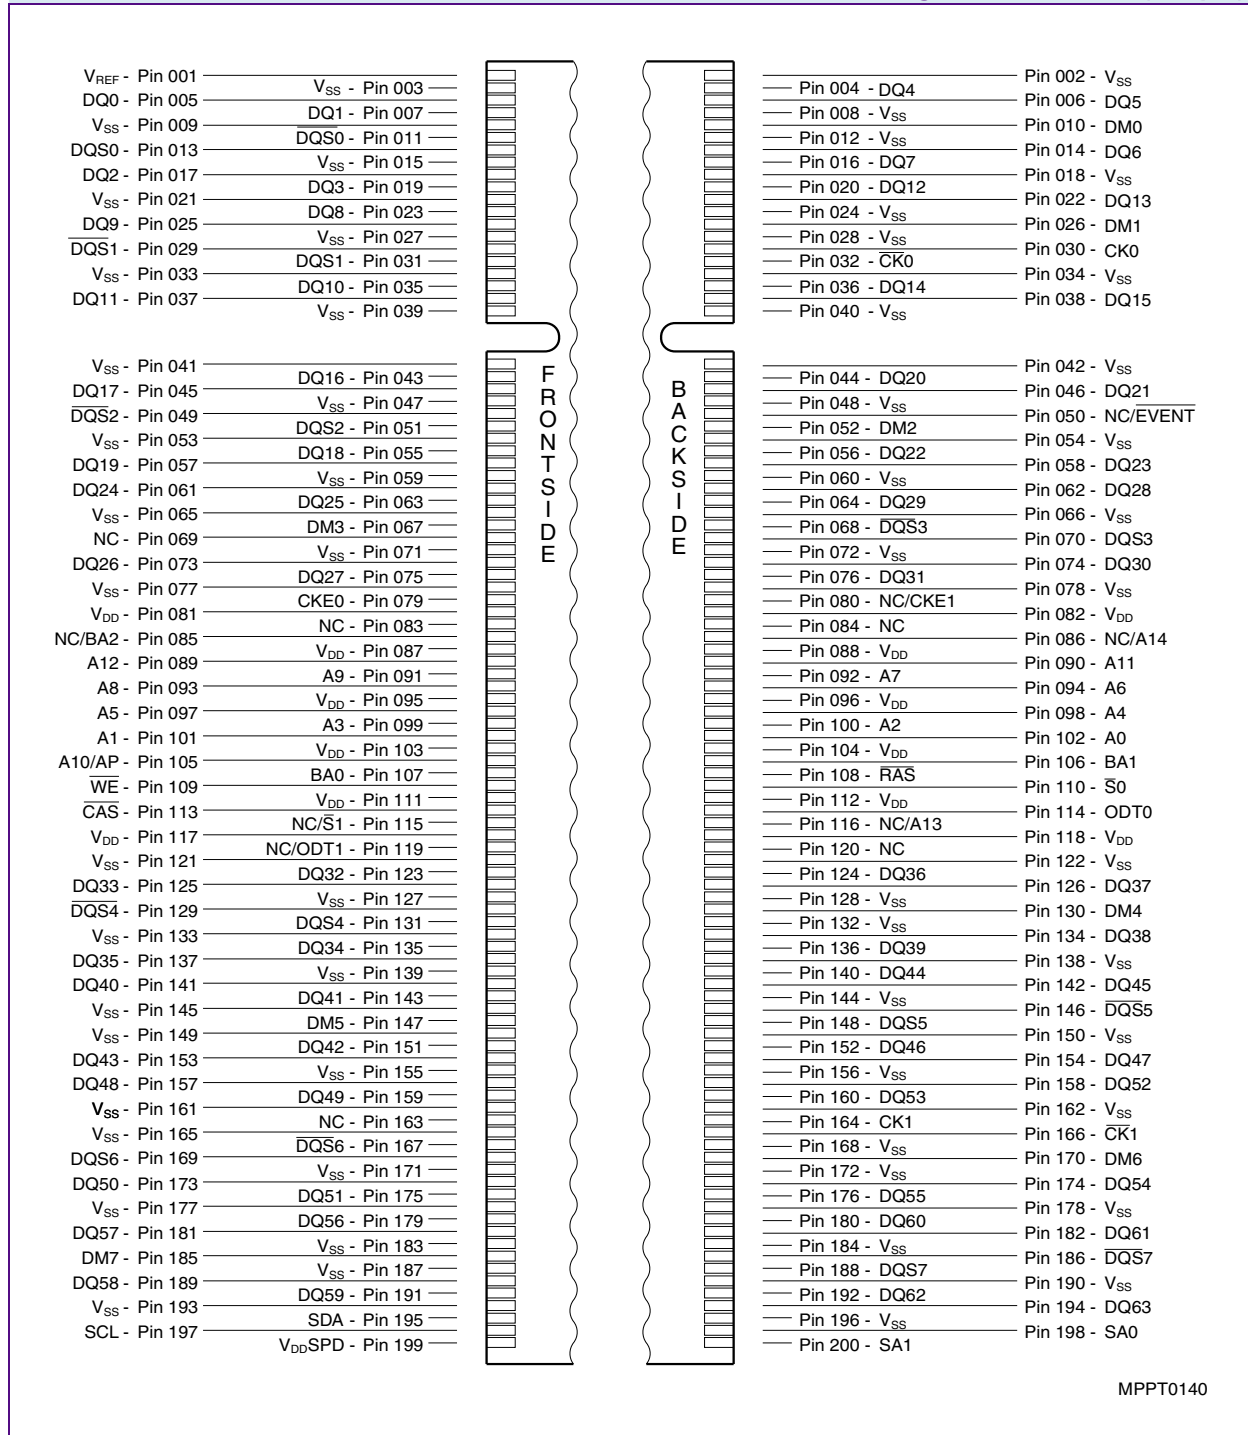 VREF - Pin 001
VSS - Pin 003
DQ0 - Pin 005
DQ1 - Pin 007
VSS - Pin 009
D̅Q̅S̅0̅ - Pin 011
DQS0 - Pin 013
VSS - Pin 015
DQ2 - Pin 017
DQ3 - Pin 019
VSS - Pin 021
DQ8 - Pin 023
DQ9 - Pin 025
VSS - Pin 027
D̅Q̅S̅1 - Pin 029
DQS1 - Pin 031
VSS - Pin 033
DQ10 - Pin 035
DQ11 - Pin 037
VSS - Pin 039
VSS - Pin 041
DQ16 - Pin 043
DQ17 - Pin 045
VSS - Pin 047
D̅Q̅S̅2 - Pin 049
DQS2 - Pin 051
VSS - Pin 053
DQ18 - Pin 055
DQ19 - Pin 057
VSS - Pin 059
DQ24 - Pin 061
DQ25 - Pin 063
VSS - Pin 065
DM3 - Pin 067
NC - Pin 069
VSS - Pin 071
DQ26 - Pin 073
DQ27 - Pin 075
VSS - Pin 077
CKE0 - Pin 079
VDD - Pin 081
NC - Pin 083
NC/BA2 - Pin 085
VDD - Pin 087
A12 - Pin 089
A9 - Pin 091
A8 - Pin 093
VDD - Pin 095
A5 - Pin 097
A3 - Pin 099
A1 - Pin 101
VDD - Pin 103
A10/AP - Pin 105
BA0 - Pin 107
W̅E̅ - Pin 109
VDD - Pin 111
C̅A̅S̅ - Pin 113
NC/S̅1 - Pin 115
VDD - Pin 117
NC/ODT1 - Pin 119
VSS - Pin 121
DQ32 - Pin 123
DQ33 - Pin 125
VSS - Pin 127
D̅Q̅S̅4̅ - Pin 129
DQS4 - Pin 131
VSS - Pin 133
DQ34 - Pin 135
DQ35 - Pin 137
VSS - Pin 139
DQ40 - Pin 141
DQ41 - Pin 143
VSS - Pin 145
DM5 - Pin 147
VSS - Pin 149
DQ42 - Pin 151
DQ43 - Pin 153
VSS - Pin 155
DQ48 - Pin 157
DQ49 - Pin 159
VSS - Pin 161
NC - Pin 163
VSS - Pin 165
D̅Q̅S̅6 - Pin 167
DQS6 - Pin 169
VSS - Pin 171
DQ50 - Pin 173
DQ51 - Pin 175
VSS - Pin 177
DQ56 - Pin 179
DQ57 - Pin 181
VSS - Pin 183
DM7 - Pin 185
VSS - Pin 187
DQ58 - Pin 189
DQ59 - Pin 191
VSS - Pin 193
SDA - Pin 195
SCL - Pin 197
VDDSPD - Pin 199
FRONTSIDE
BACKSIDE
Pin 002 - VSS
Pin 004 - DQ4
Pin 006 - DQ5
Pin 008 - VSS
Pin 010 - DM0
Pin 012 - VSS
Pin 014 - DQ6
Pin 016 - DQ7
Pin 018 - VSS
Pin 020 - DQ12
Pin 022 - DQ13
Pin 024 - VSS
Pin 026 - DM1
Pin 028 - VSS
Pin 030 - CK0
Pin 032 - C̅K̅0
Pin 034 - VSS
Pin 036 - DQ14
Pin 038 - DQ15
Pin 040 - VSS
Pin 042 - VSS
Pin 044 - DQ20
Pin 046 - DQ21
Pin 048 - VSS
Pin 050 - NC/E̅V̅E̅N̅T̅
Pin 052 - DM2
Pin 054 - VSS
Pin 056 - DQ22
Pin 058 - DQ23
Pin 060 - VSS
Pin 062 - DQ28
Pin 064 - DQ29
Pin 066 - VSS
Pin 068 - D̅Q̅S̅3
Pin 070 - DQS3
Pin 072 - VSS
Pin 074 - DQ30
Pin 076 - DQ31
Pin 078 - VSS
Pin 080 - NC/CKE1
Pin 082 - VDD
Pin 084 - NC
Pin 086 - NC/A14
Pin 088 - VDD
Pin 090 - A11
Pin 092 - A7
Pin 094 - A6
Pin 096 - VDD
Pin 098 - A4
Pin 100 - A2
Pin 102 - A0
Pin 104 - VDD
Pin 106 - BA1
Pin 108 - R̅A̅S̅
Pin 110 - S̅0
Pin 112 - VDD
Pin 114 - ODT0
Pin 116 - NC/A13
Pin 118 - VDD
Pin 120 - NC
Pin 122 - VSS
Pin 124 - DQ36
Pin 126 - DQ37
Pin 128 - VSS
Pin 130 - DM4
Pin 132 - VSS
Pin 134 - DQ38
Pin 136 - DQ39
Pin 138 - VSS
Pin 140 - DQ44
Pin 142 - DQ45
Pin 144 - VSS
Pin 146 - D̅Q̅S̅5
Pin 148 - DQS5
Pin 150 - VSS
Pin 152 - DQ46
Pin 154 - DQ47
Pin 156 - VSS
Pin 158 - DQ52
Pin 160 - DQ53
Pin 162 - VSS
Pin 164 - CK1
Pin 166 - C̅K̅1
Pin 168 - VSS
Pin 170 - DM6
Pin 172 - VSS
Pin 174 - DQ54
Pin 176 - DQ55
Pin 178 - VSS
Pin 180 - DQ60
Pin 182 - DQ61
Pin 184 - VSS
Pin 186 - D̅Q̅S̅7
Pin 188 - DQS7
Pin 190 - VSS
Pin 192 - DQ62
Pin 194 - DQ63
Pin 196 - VSS
Pin 198 - SA0
Pin 200 - SA1
MPPT0140